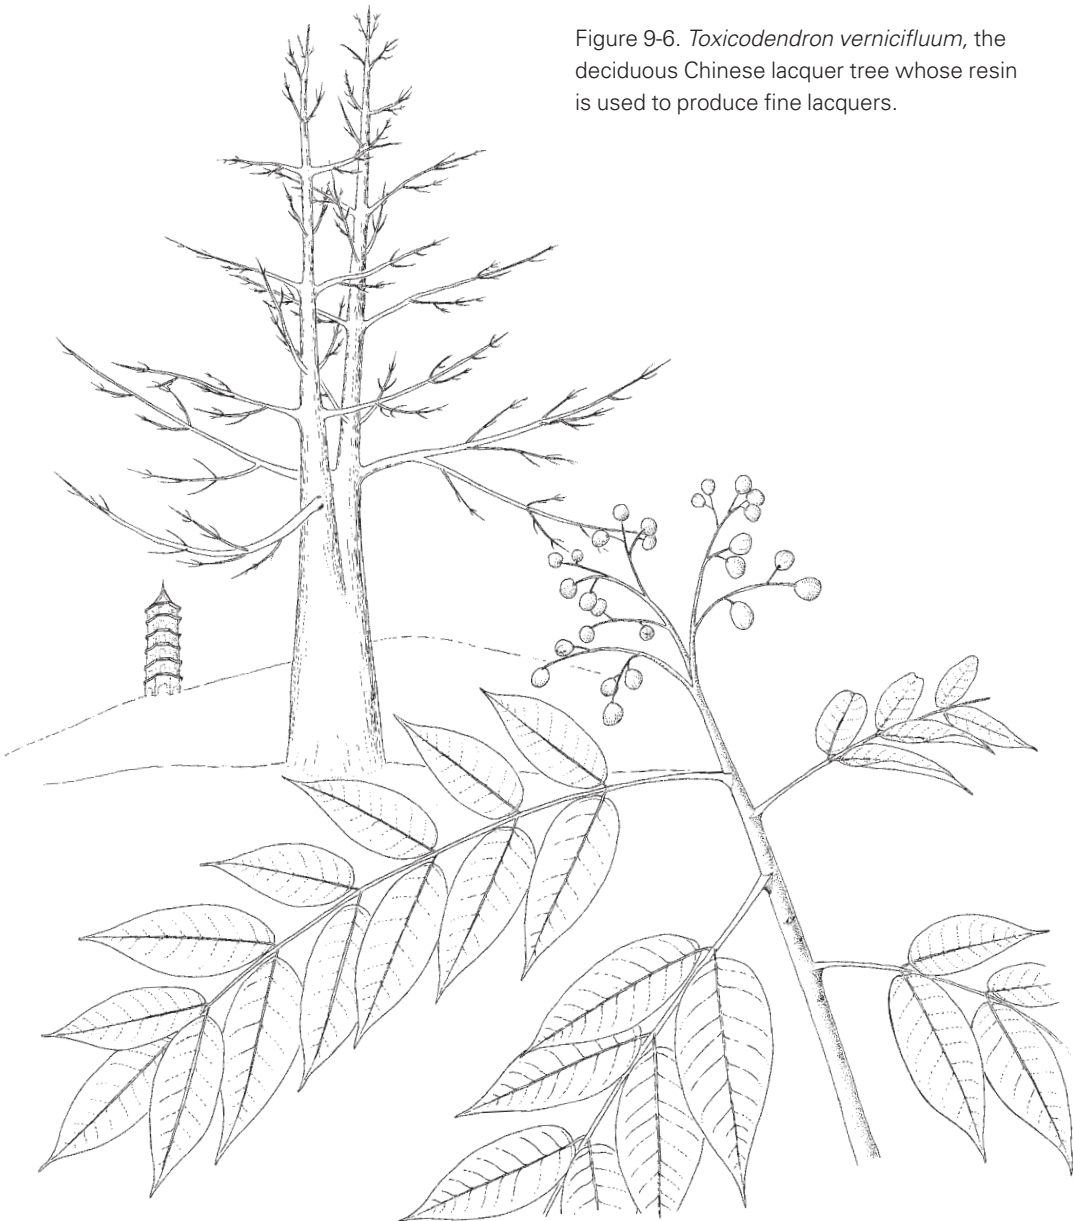 Figure 9-6. Toxicodendron vernicifluum, the
deciduous Chinese lacquer tree whose resin
is used to produce fine lacquers.